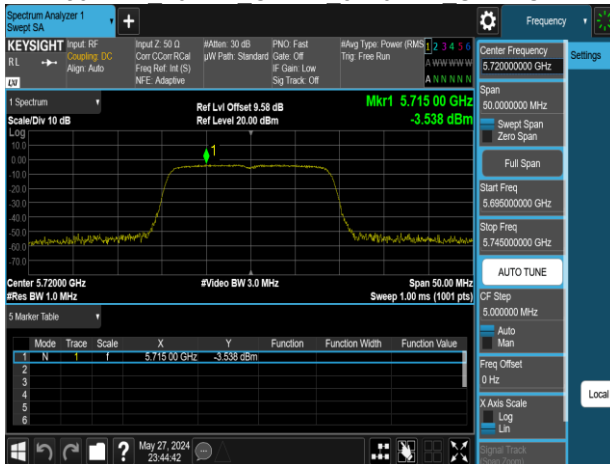 Spectrum Analyzer 1
Swept SA
+
Frequency
KEYSIGHT
RL
LXI
Input: RF
Coupling: DC
Align: Auto
Input Z: 50 Ω
Corr CCorr RCal
Freq Ref: Int (S)
NFE: Adaptive
#Atten: 30 dB
µW Path: Standard
PNO: Fast
Gate: Off
IF Gain: Low
Sig Track: Off
#Avg Type: Power (RMS
Trig: Free Run
1 2 3 4 5 6
A W W W W W
A N N N N N
Center Frequency
5.720000000 GHz
Settings
Span
50.0000000 MHz
Swept Span
Zero Span
Full Span
Start Freq
5.695000000 GHz
Stop Freq
5.745000000 GHz
AUTO TUNE
CF Step
5.000000 MHz
Auto
Man
Freq Offset
0 Hz
X Axis Scale
Log
Lin
Signal Track
(Span Zoom)
Local
1 Spectrum
Scale/Div 10 dB
Ref Lvl Offset 9.58 dB
Ref Level 20.00 dBm
Mkr1 5.715 00 GHz
-3.538 dBm
Log
10.0
0.00
-10.0
-20.0
-30.0
-40.0
-50.0
-60.0
-70.0
1
Center 5.72000 GHz
#Video BW 3.0 MHz
Span 50.00 MHz
#Res BW 1.0 MHz
Sweep 1.00 ms (1001 pts)
5 Marker Table
Mode Trace Scale X Y Function Function Width Function Value
1 N 1 f 5.715 00 GHz -3.538 dBm
2
3
4
5
6
?
May 27, 2024
23:44:42